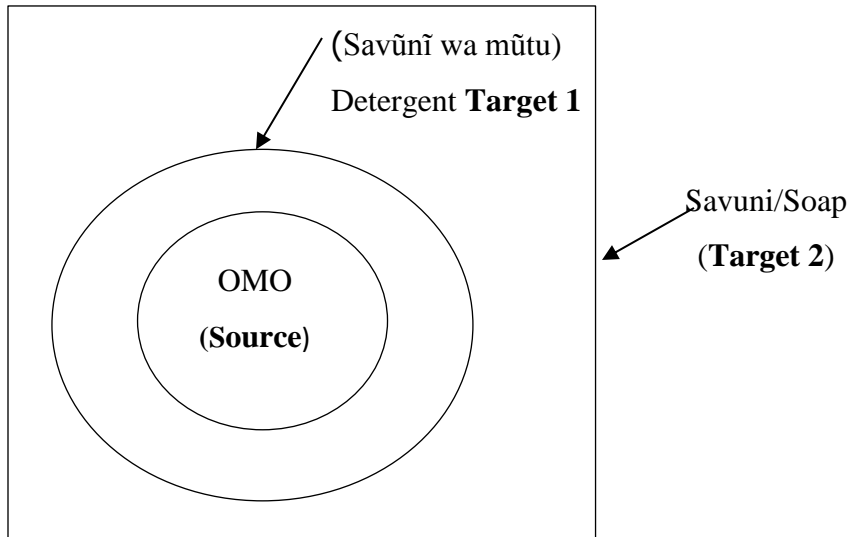 (Savũnĩ wa mũtu)
Detergent Target 1
Savuni/Soap
(Target 2)
OMO
(Source)